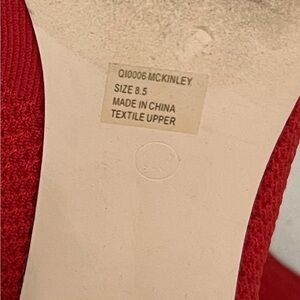 QI0006 MCKINLEY
SIZE 8.5
MADE IN CHINA
TEXTILE UPPER